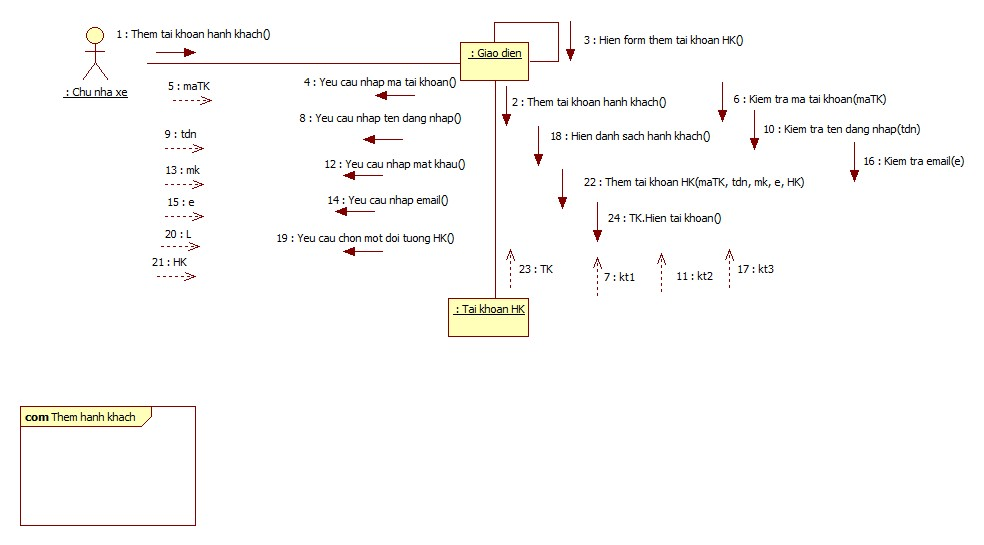 1 : Them tai khoan hanh khach()
3 : Hien form them tai khoan HK()
: Giao dien
: Chu nha xe
5 : maTK
4 : Yeu cau nhap ma tai khoan()
2 : Them tai khoan hanh khach()
6 : Kiem tra ma tai khoan(maTK)
8 : Yeu cau nhap ten dang nhap()
10 : Kiem tra ten dang nhap(tdn)
9 : tdn
18 : Hien danh sach hanh khach()
16 : Kiem tra email(e)
13 : mk
12 : Yeu cau nhap mat khau()
22 : Them tai khoan HK(maTK, tdn, mk, e, HK)
15 : e
14 : Yeu cau nhap email()
24 : TK.Hien tai khoan()
20 : L
19 : Yeu cau chon mot doi tuong HK()
21 : HK
23 : TK
7 : kt1
11 : kt2
17 : kt3
: Tai khoan HK
com Them hanh khach